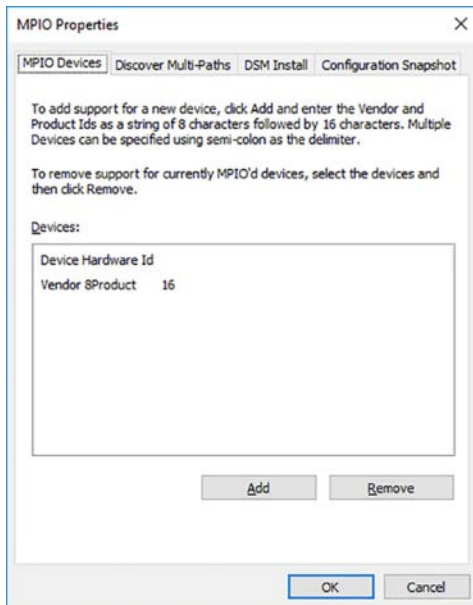 MPIO Properties
MPIO Devices Discover Multi-Paths DSM Install Configuration Snapshot
To add support for a new device, click Add and enter the Vendor and
Product Ids as a string of 8 characters followed by 16 characters. Multiple
Devices can be specified using semi-colon as the delimiter.
To remove support for currently MPIO'd devices, select the devices and
then click Remove.
Devices:
Device Hardware Id
Vendor 8Product 16
Add Remove
OK Cancel